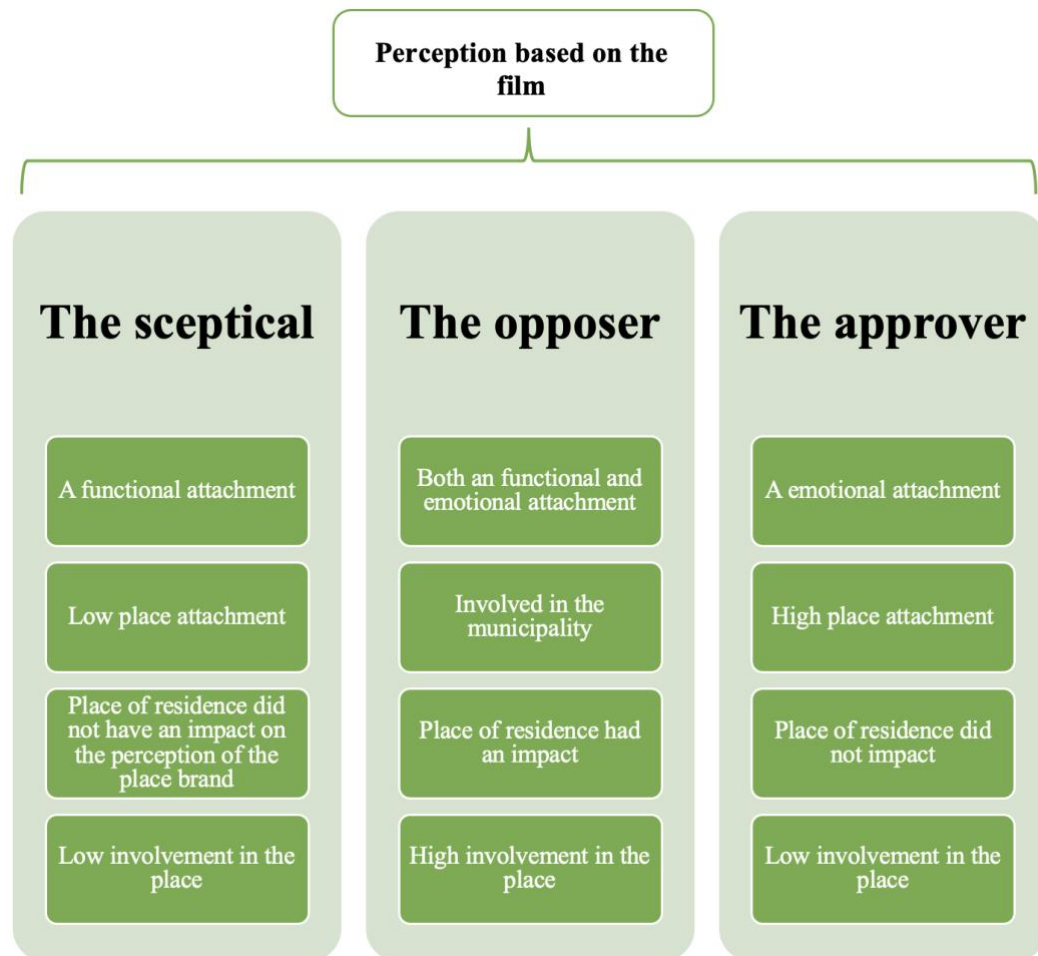 Perception based on the
film
The sceptical
A functional attachment
Low place attachment
Place of residence did
not have an impact on
the perception of the
place brand
Low involvement in the
place
The opposer
Both an functional and
emotional attachment
Involved in the
municipality
Place of residence had
an impact
High involvement in the
place
The approver
A emotional attachment
High place attachment
Place of residence did
not impact
Low involvement in the
place